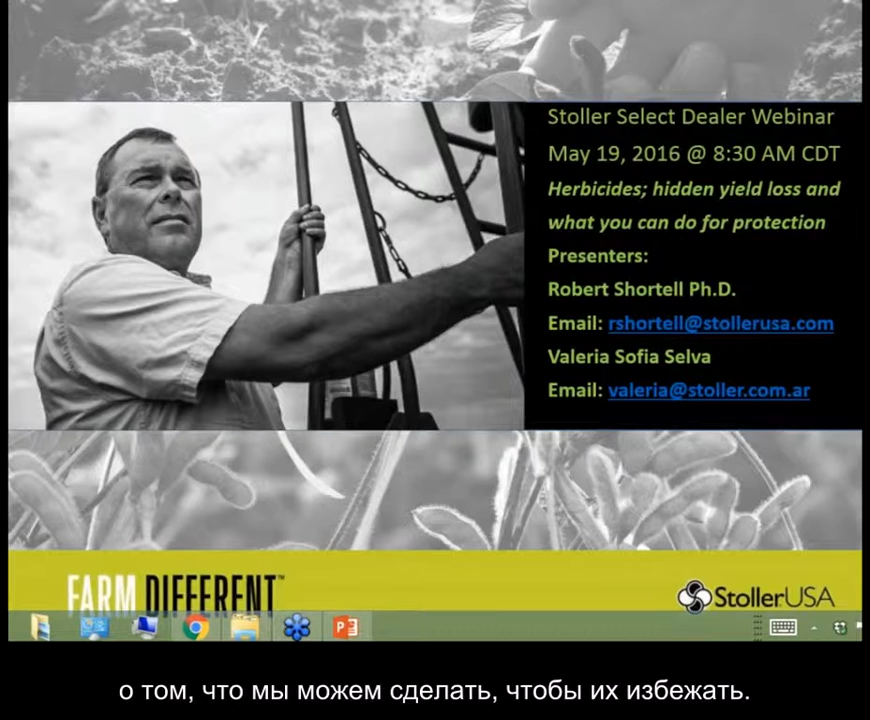 Stoller Select Dealer Webinar
May 19, 2016 @ 8:30 AM CDT
Herbicides; hidden yield loss and
what you can do for protection
Presenters:
Robert Shortell Ph.D.
Email: rshortell@stollerusa.com
Valeria Sofia Selva
Email: valeria@stoller.com.ar
FARM DIFFERENT™
StollerUSA
о том, что мы можем сделать, чтобы их избежать.